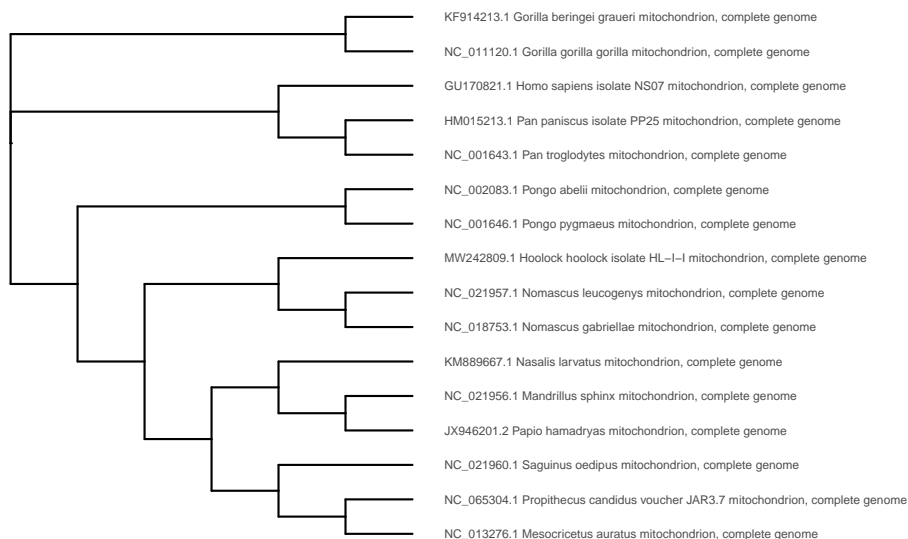 KF914213.1 Gorilla beringei graueri mitochondrion, complete genome
NC_011120.1 Gorilla gorilla gorilla mitochondrion, complete genome
GU170821.1 Homo sapiens isolate NS07 mitochondrion, complete genome
HM015213.1 Pan paniscus isolate PP25 mitochondrion, complete genome
NC_001643.1 Pan troglodytes mitochondrion, complete genome
NC_002083.1 Pongo abelii mitochondrion, complete genome
NC_001646.1 Pongo pygmaeus mitochondrion, complete genome
MW242809.1 Hoolock hoolock isolate HL−I−I mitochondrion, complete genome
NC_021957.1 Nomascus leucogenys mitochondrion, complete genome
NC_018753.1 Nomascus gabriellae mitochondrion, complete genome
KM889667.1 Nasalis larvatus mitochondrion, complete genome
NC_021956.1 Mandrillus sphinx mitochondrion, complete genome
JX946201.2 Papio hamadryas mitochondrion, complete genome
NC_021960.1 Saguinus oedipus mitochondrion, complete genome
NC_065304.1 Propithecus candidus voucher JAR3.7 mitochondrion, complete genome
NC_013276.1 Mesocricetus auratus mitochondrion, complete genome